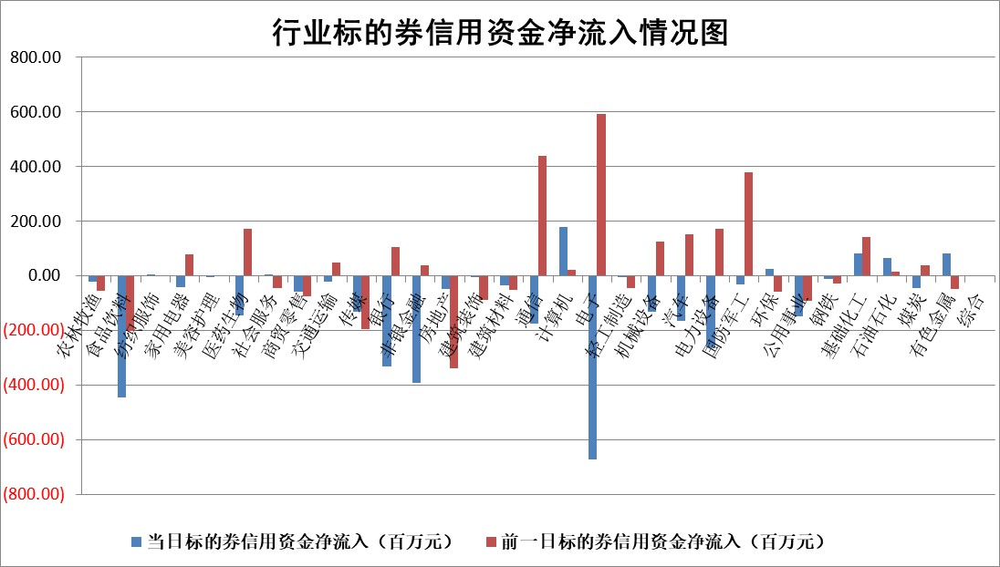 行业标的券信用资金净流入情况图
800.00
600.00
400.00
200.00
0.00
(200.00)
(400.00)
(600.00)
(800.00)
农林牧渔
食品饮料
纺织服饰
家用电器
美容护理
医药生物
社会服务
商贸零售
交通运输
传媒
银行
非银金融
房地产
建筑装饰
建筑材料
通信
计算机
电子
轻工制造
机械设备
汽车
电力设备
国防军工
环保
公用事业
钢铁
基础化工
石油石化
煤炭
有色金属
综合
当日标的券信用资金净流入（百万元）
前一日标的券信用资金净流入（百万元）